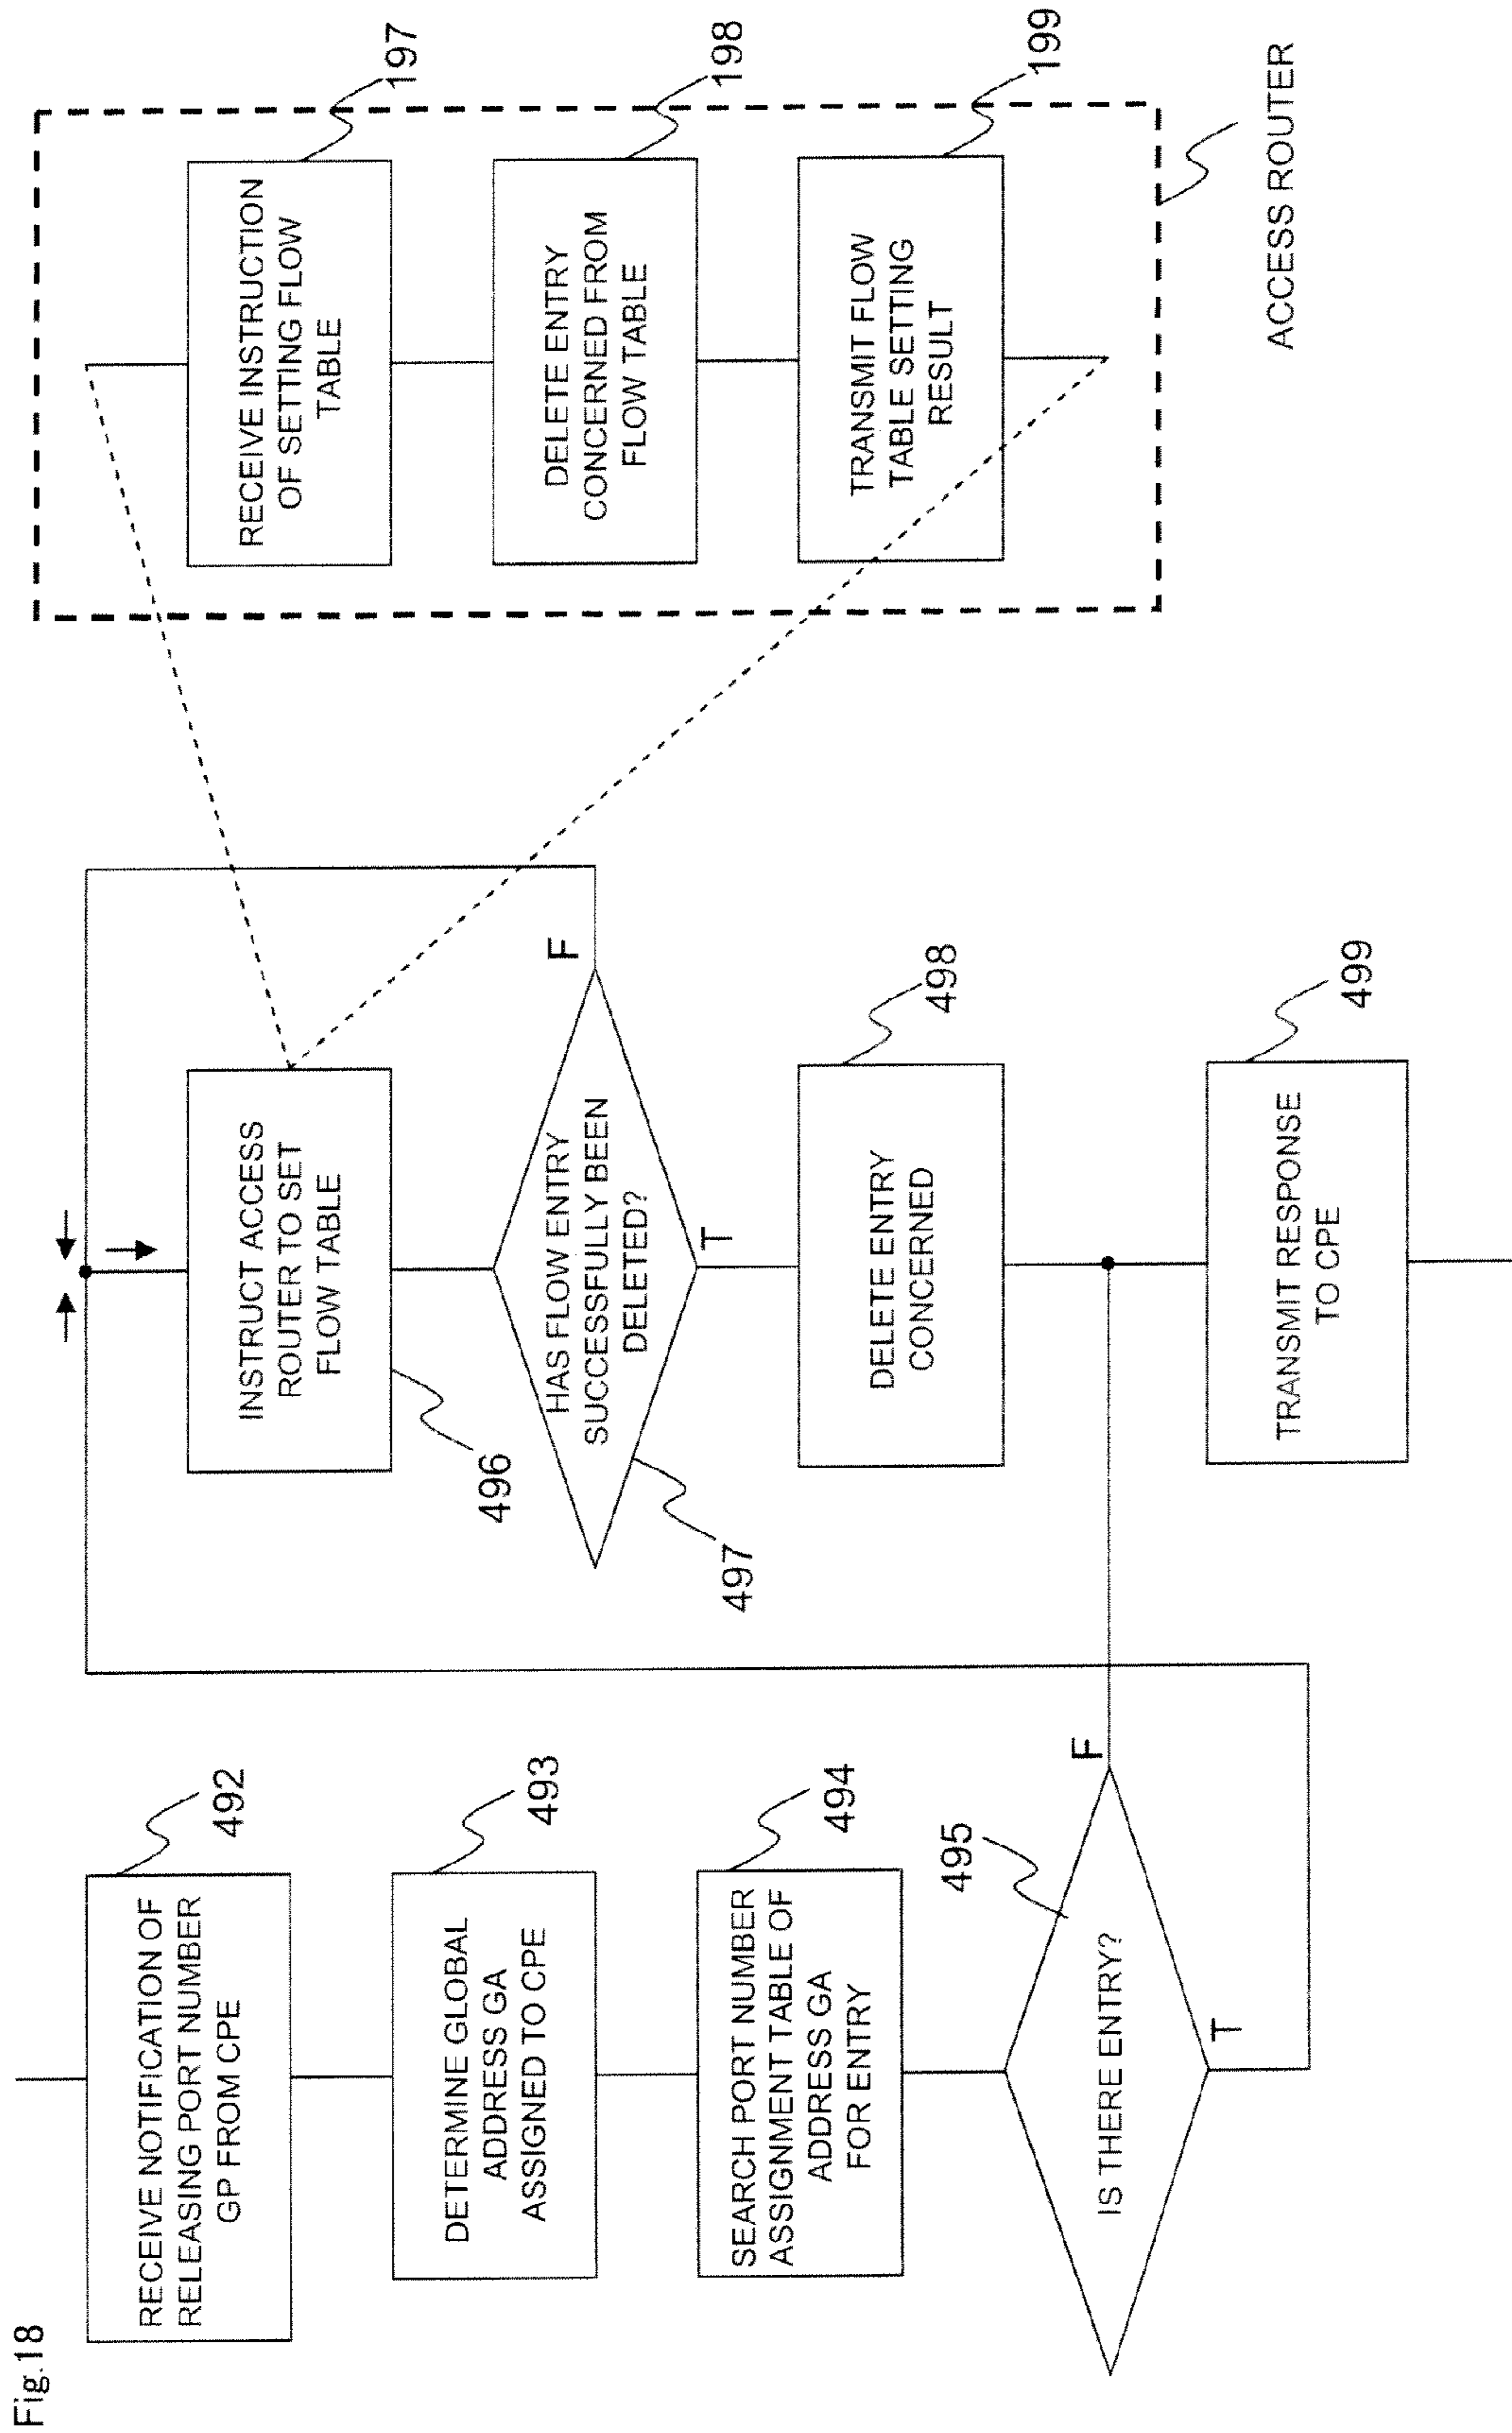 Fig.18
RECEIVE NOTIFICATION OF
RELEASING PORT NUMBER
GP FROM CPE
492
DETERMINE GLOBAL
ADDRESS GA
ASSIGNED TO CPE
493
SEARCH PORT NUMBER
ASSIGNMENT TABLE OF
ADDRESS GA
FOR ENTRY
494
IS THERE ENTRY?
495
F
T
INSTRUCT ACCESS
ROUTER TO SET
FLOW TABLE
496
HAS FLOW ENTRY
SUCCESSFULLY BEEN
DELETED?
497
F
T
DELETE ENTRY
CONCERNED
498
TRANSMIT RESPONSE
TO CPE
499
RECEIVE INSTRUCTION
OF SETTING FLOW
TABLE
197
DELETE ENTRY
CONCERNED FROM
FLOW TABLE
198
TRANSMIT FLOW
TABLE SETTING
RESULT
199
ACCESS ROUTER